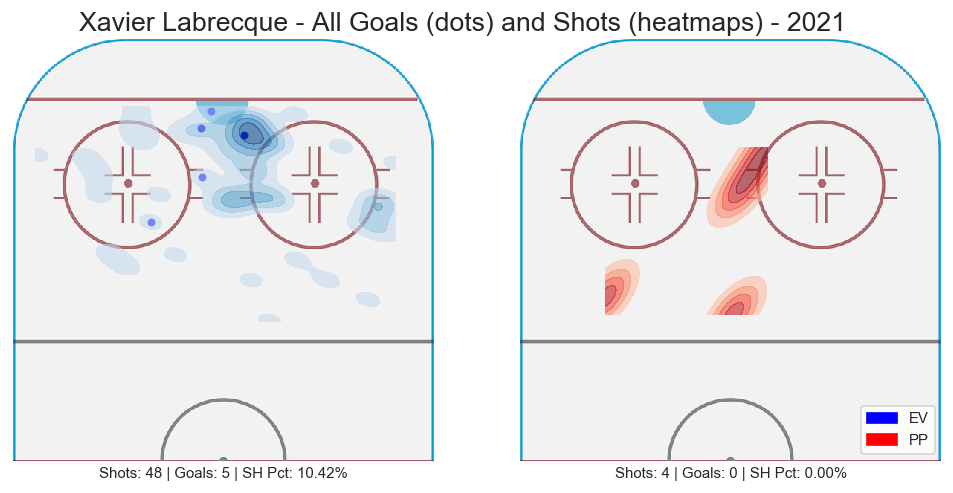 Xavier Labrecque - All Goals (dots) and Shots (heatmaps) - 2021
EV
PP
Shots: 48 | Goals: 5 | SH Pct: 10.42%
Shots: 4 | Goals: 0 | SH Pct: 0.00%